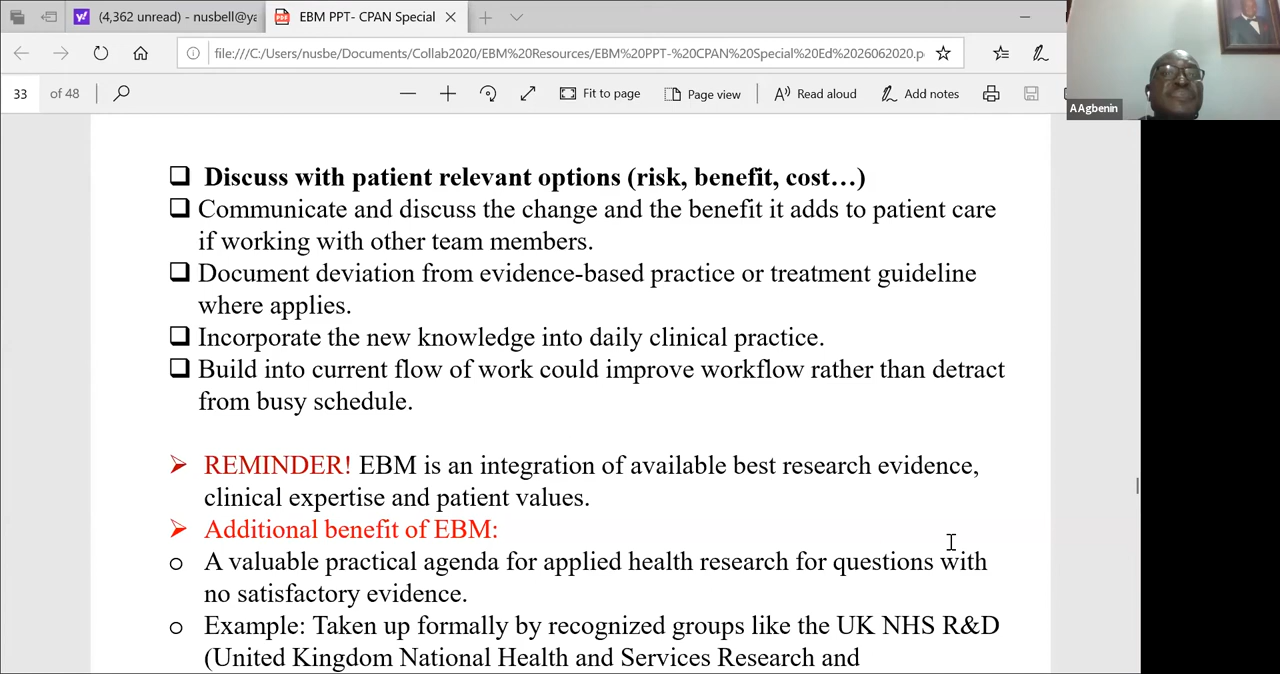 (4,362 unread) - nusbell@ya
EBM PPT- CPAN Special
file:///C:/Users/nusbe/Documents/Collab2020/EBM%20Resources/EBM%20PPT-%20CPAN%20Special%20Ed%2026062020.p
33 of 48 Fit to page Page view Read aloud Add notes
A Agbenin
Discuss with patient relevant options (risk, benefit, cost…)
Communicate and discuss the change and the benefit it adds to patient care
if working with other team members.
Document deviation from evidence-based practice or treatment guideline
where applies.
Incorporate the new knowledge into daily clinical practice.
Build into current flow of work could improve workflow rather than detract
from busy schedule.
REMINDER! EBM is an integration of available best research evidence,
clinical expertise and patient values.
Additional benefit of EBM:
A valuable practical agenda for applied health research for questions with
no satisfactory evidence.
Example: Taken up formally by recognized groups like the UK NHS R&D
(United Kingdom National Health and Services Research and